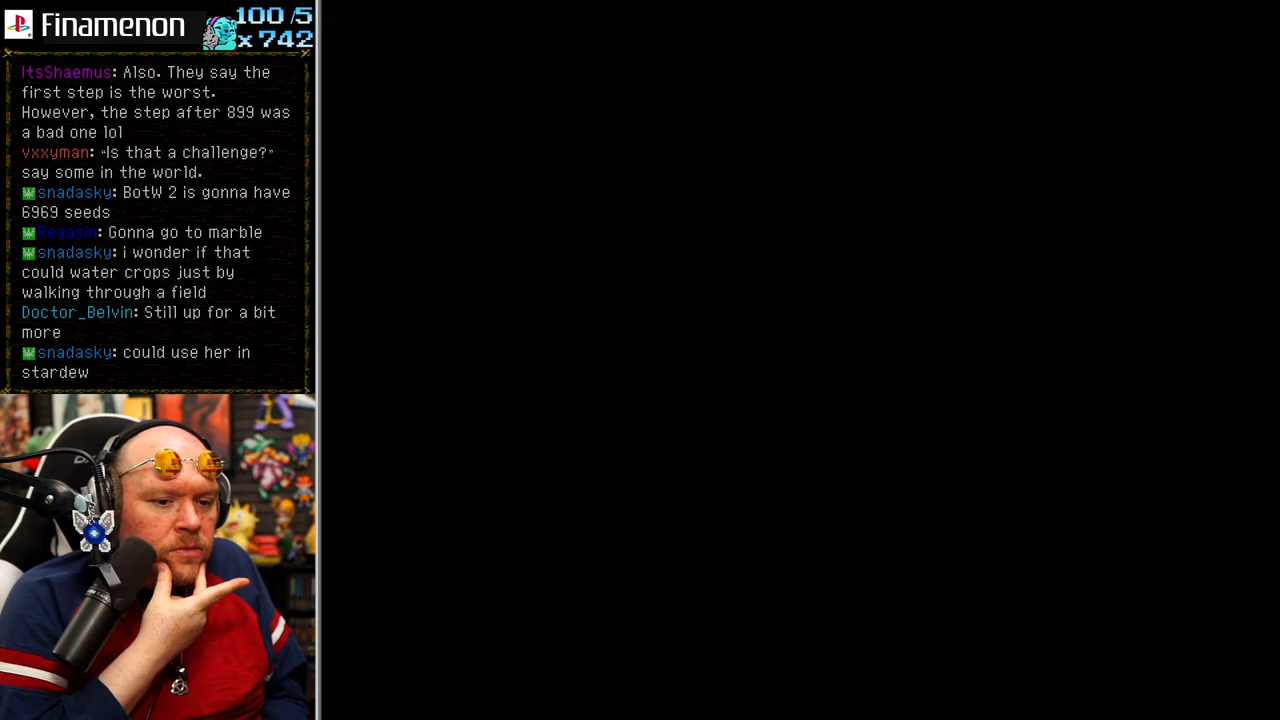 Finamenon
100/5
x742
ItsShaemus: Also. They say the
first step is the worst.
However, the step after 899 was
a bad one lol
vxxyman: “Is that a challenge?”
say some in the world.
snadasky: BotW 2 is gonna have
6969 seeds
Regasin: Gonna go to marble
snadasky: i wonder if that
could water crops just by
walking through a field
Doctor_Belvin: Still up for a bit
more
snadasky: could use her in
stardew